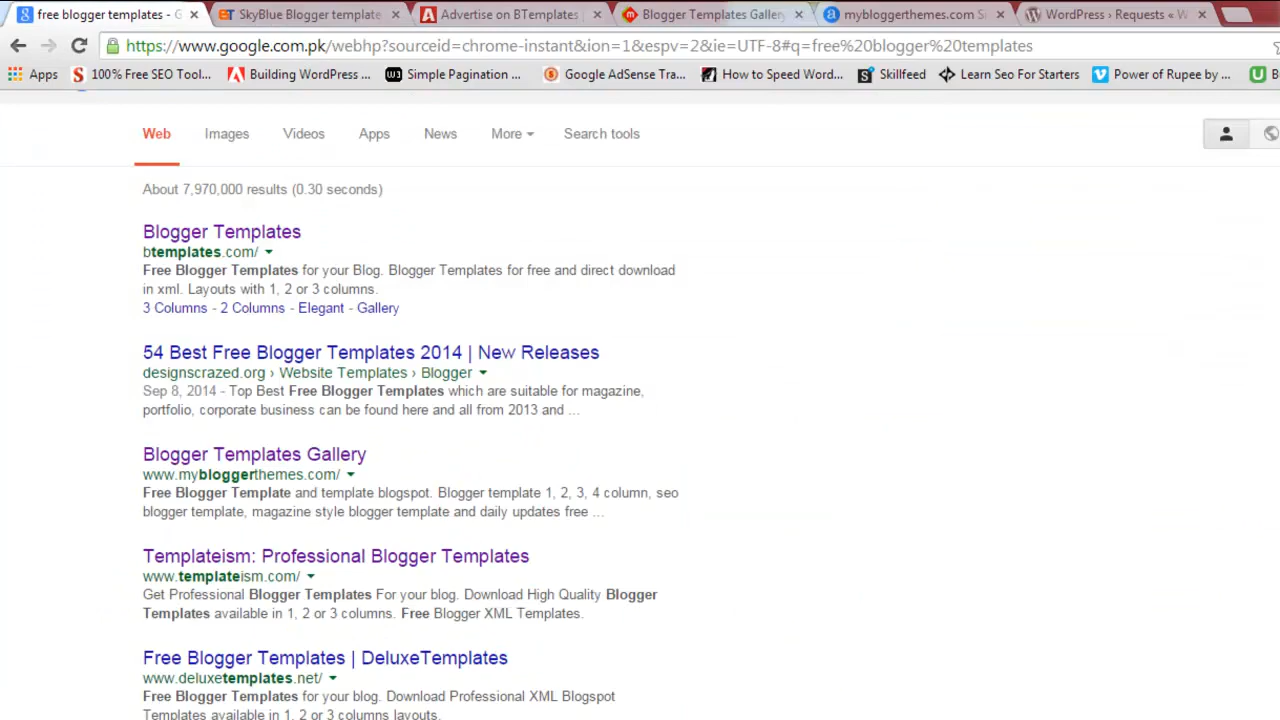 free blogger templates - G
SkyBlue Blogger template
Advertise on BTemplates |
Blogger Templates Gallery
mybloggerthemes.com S
WordPress › Requests « W
https://www.google.com.pk/webhp?sourceid=chrome-instant&ion=1&espv=2&ie=UTF-8#q=free%20blogger%20templates
Apps
100% Free SEO Tool...
Building WordPress ...
Simple Pagination ...
Google AdSense Tra...
How to Speed Word...
Skillfeed
Learn Seo For Starters
Power of Rupee by ...
Web Images Videos Apps News More Search tools
About 7,970,000 results (0.30 seconds)
Blogger Templates
btemplates.com/
Free Blogger Templates for your Blog. Blogger Templates for free and direct download
in xml. Layouts with 1, 2 or 3 columns.
3 Columns - 2 Columns - Elegant - Gallery
54 Best Free Blogger Templates 2014 | New Releases
designscrazed.org › Website Templates › Blogger
Sep 8, 2014 - Top Best Free Blogger Templates which are suitable for magazine,
portfolio, corporate business can be found here and all from 2013 and ...
Blogger Templates Gallery
www.mybloggerthemes.com/
Free Blogger Template and template blogspot. Blogger template 1, 2, 3, 4 column, seo
blogger template, magazine style blogger template and daily updates free ...
Templateism: Professional Blogger Templates
www.templateism.com/
Get Professional Blogger Templates For your blog. Download High Quality Blogger
Templates available in 1, 2 or 3 columns. Free Blogger XML Templates.
Free Blogger Templates | DeluxeTemplates
www.deluxetemplates.net/
Free Blogger Templates for your blog. Download Professional XML Blogspot
Templates available in 1, 2 or 3 columns layouts.